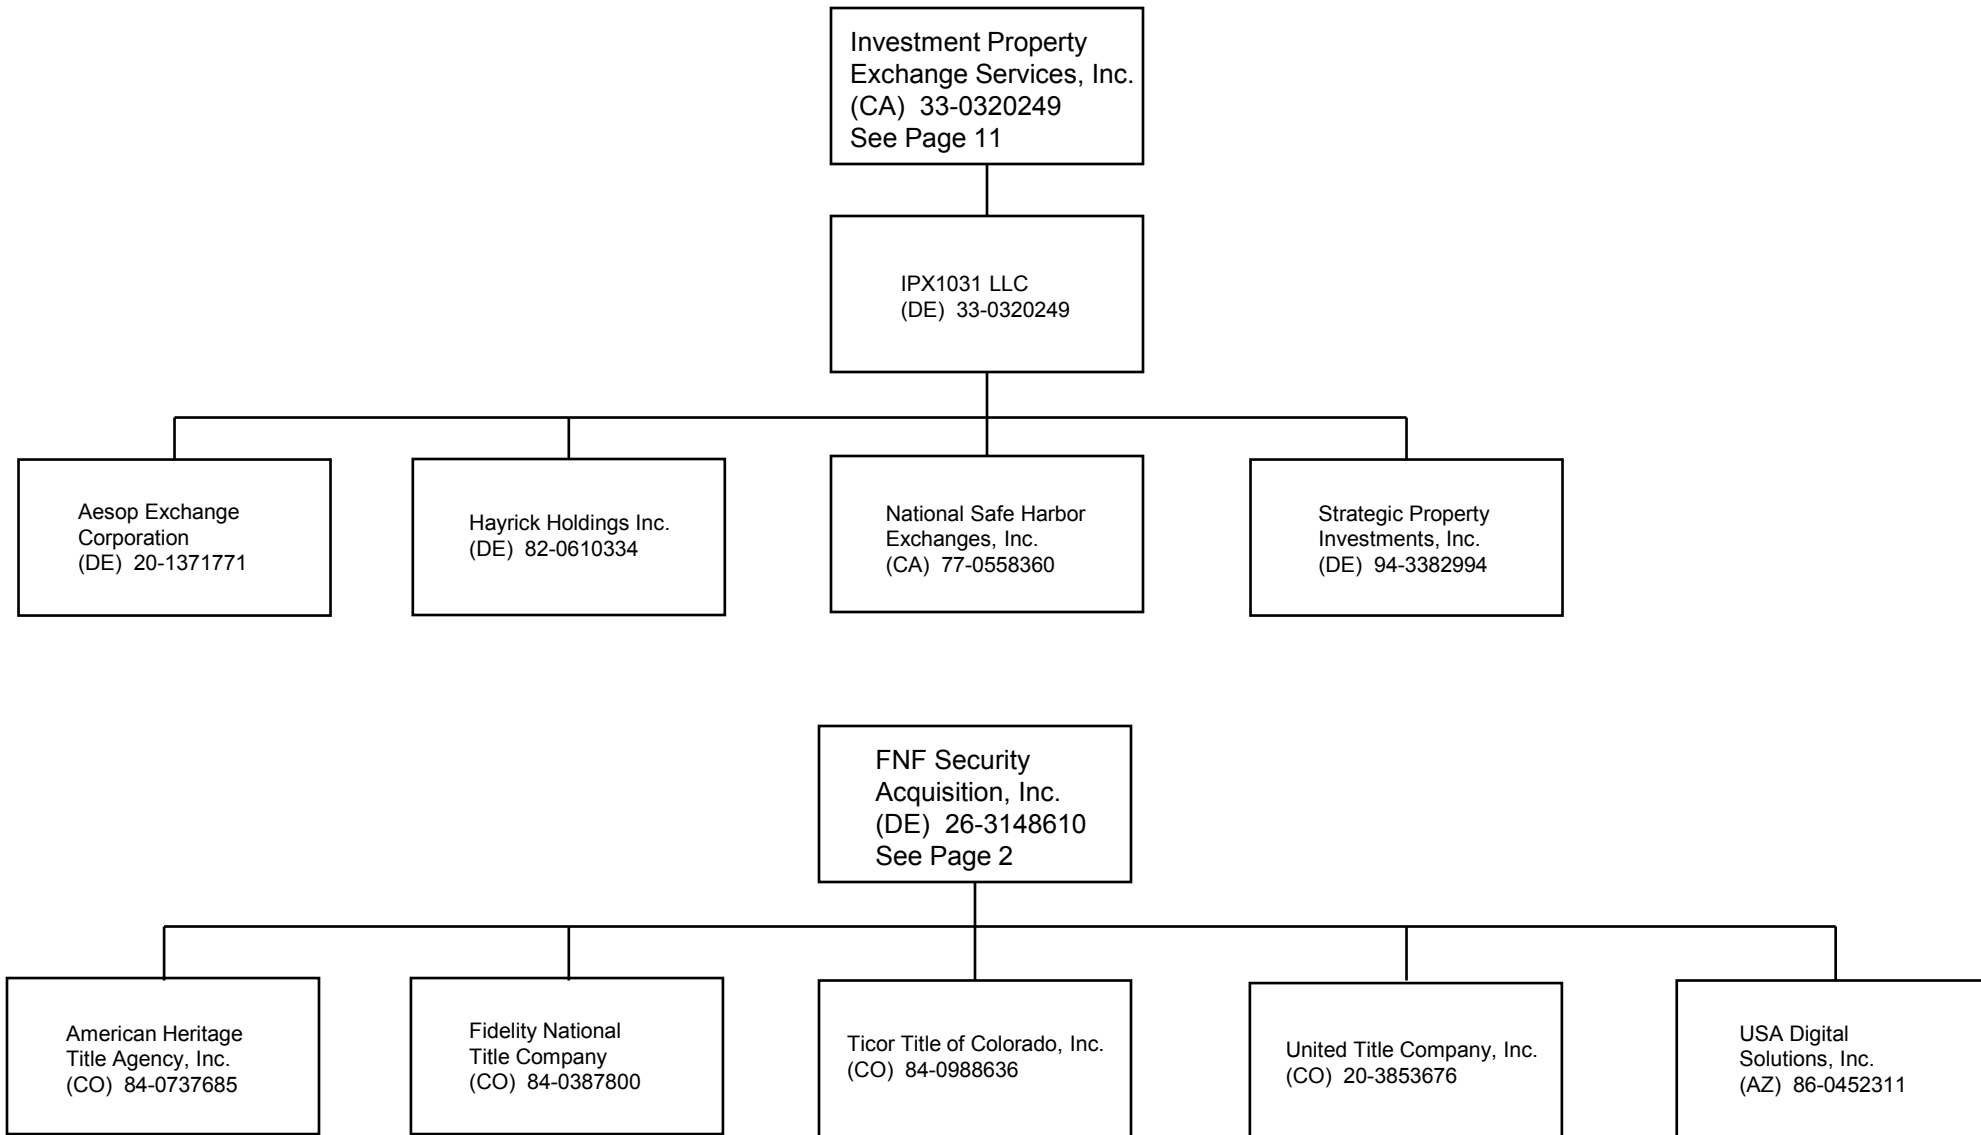 Investment Property
Exchange Services, Inc.
(CA) 33-0320249
See Page 11
IPX1031 LLC
(DE) 33-0320249
Aesop Exchange
Corporation
(DE) 20-1371771
Hayrick Holdings Inc.
(DE) 82-0610334
National Safe Harbor
Exchanges, Inc.
(CA) 77-0558360
Strategic Property
Investments, Inc.
(DE) 94-3382994
FNF Security
Acquisition, Inc.
(DE) 26-3148610
See Page 2
American Heritage
Title Agency, Inc.
(CO) 84-0737685
Fidelity National
Title Company
(CO) 84-0387800
Ticor Title of Colorado, Inc.
(CO) 84-0988636
United Title Company, Inc.
(CO) 20-3853676
USA Digital
Solutions, Inc.
(AZ) 86-0452311